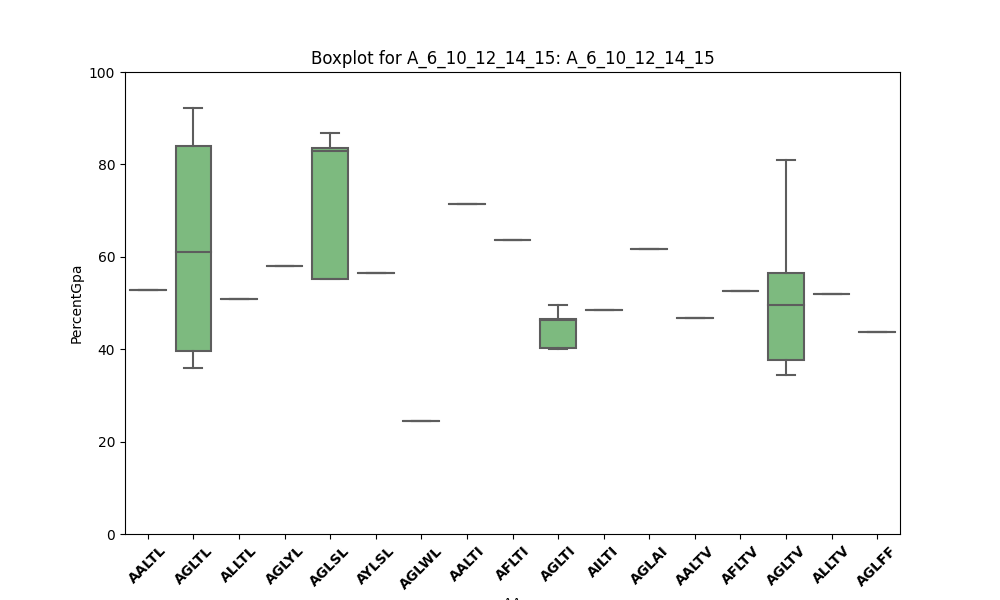 Boxplot for A_6_10_12_14_15: A_6_10_12_14_15
100
80
60
40
20
0
PercentGpa
AALTL
AGLTL
ALLTL
AGLYL
AGLSL
AYLSL
AGLWL
AALTI
AFLTI
AGLTI
AILTI
AGLAI
AALTV
AFLTV
AGLTV
ALLTV
AGLFF